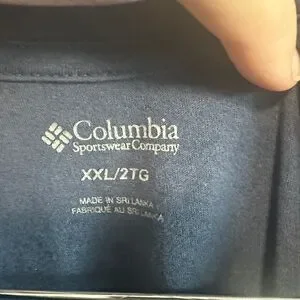 Columbia
Sportswear Company
XXL/2TG
MADE IN SRI LANKA
FABRIQUÉ AU SRI LANKA